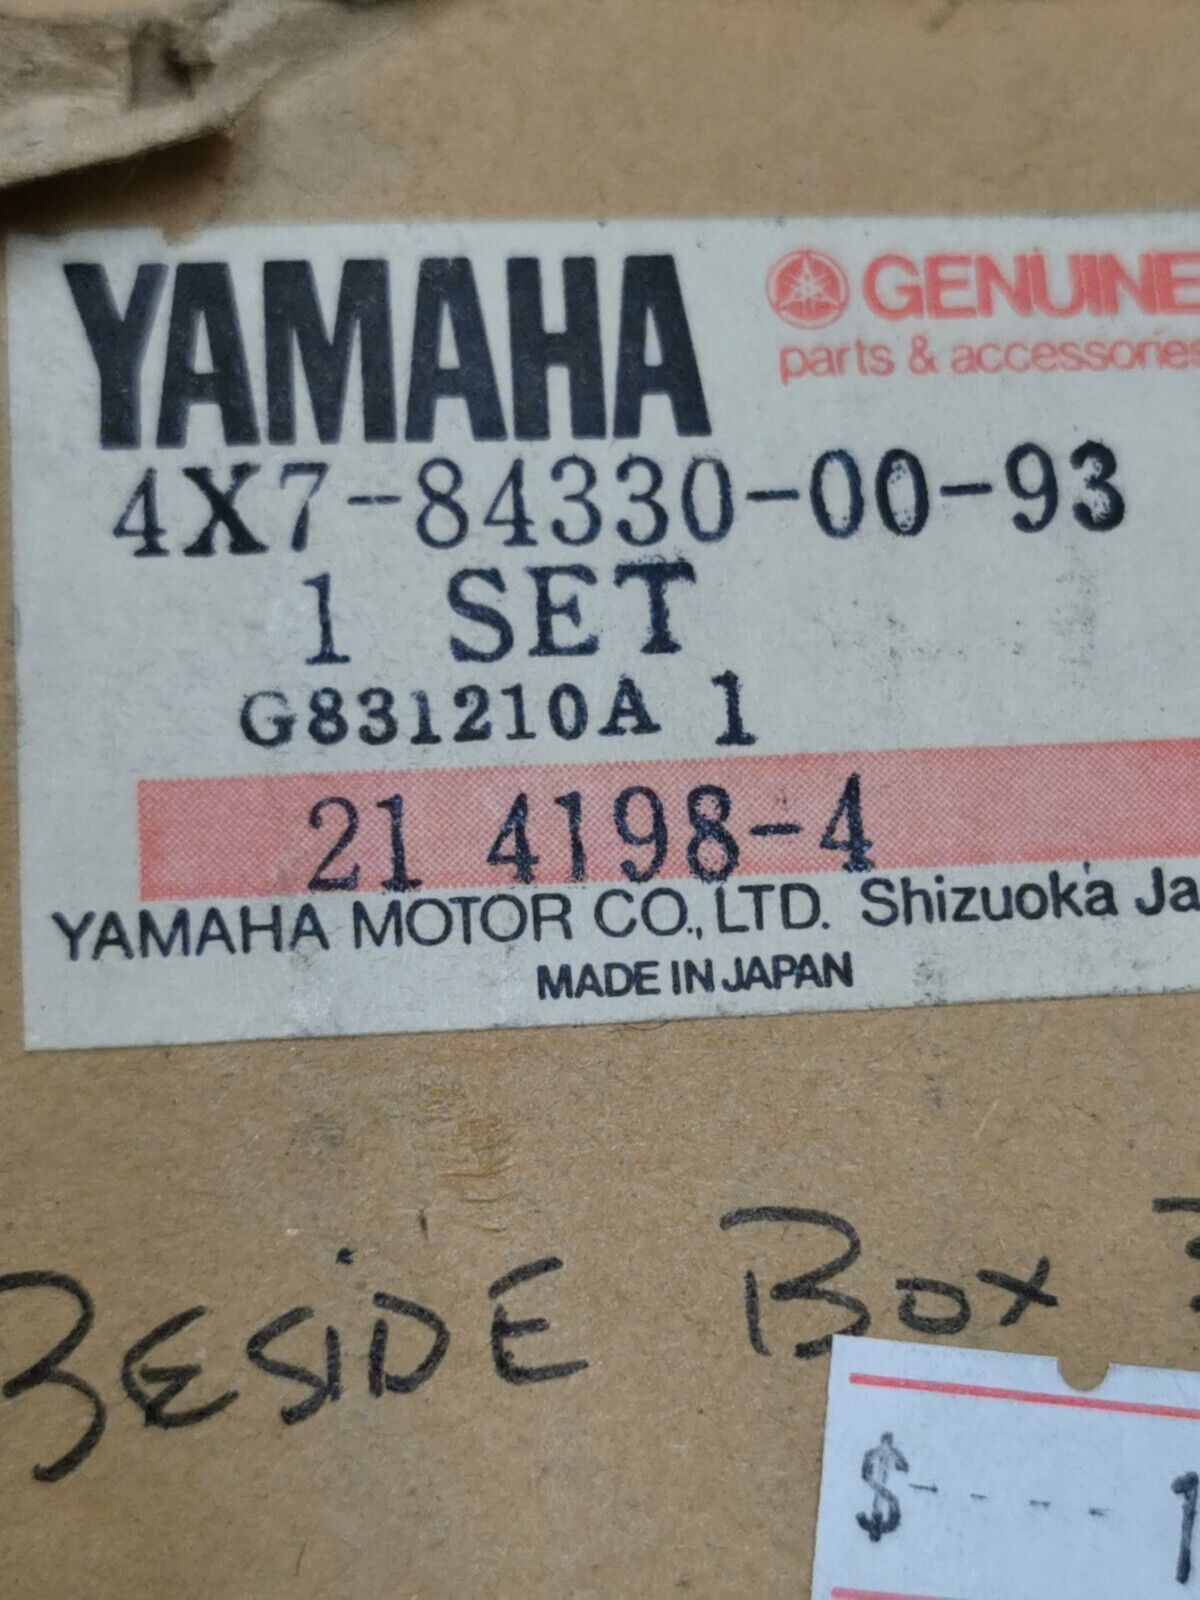 YAMAHA GENUINE
parts & accessories
4X7-84330-00-93
1 SET
G831210A 1
21 4198-4
YAMAHA MOTOR CO., LTD. Shizuoka Ja
MADE IN JAPAN
BESIDE BOX
$---- 1